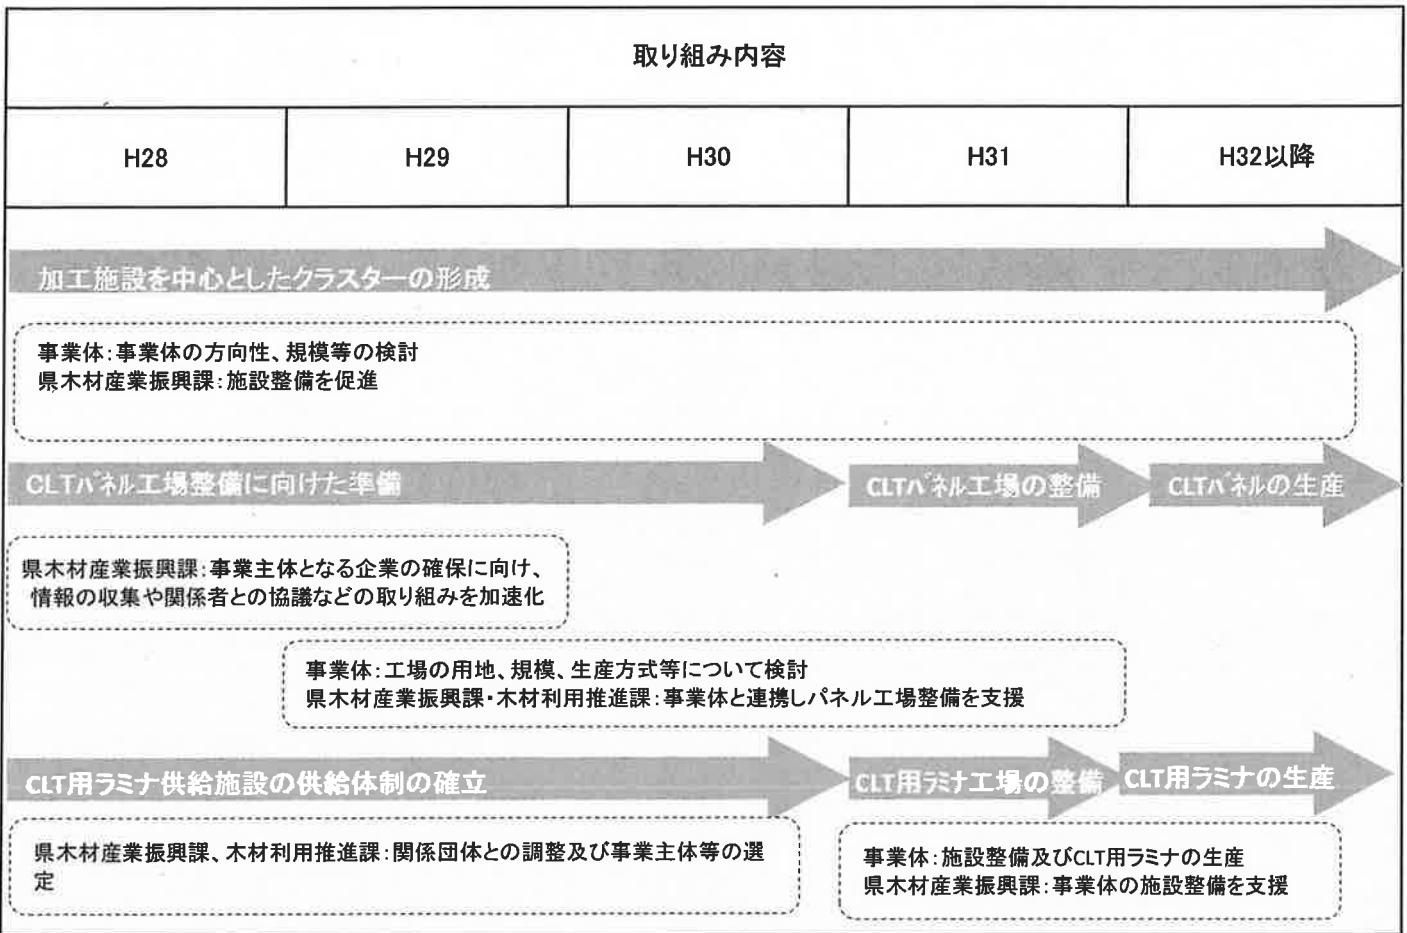 取り組み内容
H28
H29
H30
H31
H32以降
加工施設を中心としたクラスターの形成
事業体:事業体の方向性、規模等の検討
県木材産業振興課:施設整備を促進
CLTパネル工場整備に向けた準備
CLTパネル工場の整備
CLTパネルの生産
県木材産業振興課:事業主体となる企業の確保に向け、
情報の収集や関係者との協議などの取り組みを加速化
事業体:工場の用地、規模、生産方式等について検討
県木材産業振興課・木材利用推進課:事業体と連携しパネル工場整備を支援
CLT用ラミナ供給施設の供給体制の確立
CLT用ラミナ工場の整備
CLT用ラミナの生産
県木材産業振興課、木材利用推進課:関係団体との調整及び事業主体等の選
定
事業体:施設整備及びCLT用ラミナの生産
県木材産業振興課:事業体の施設整備を支援